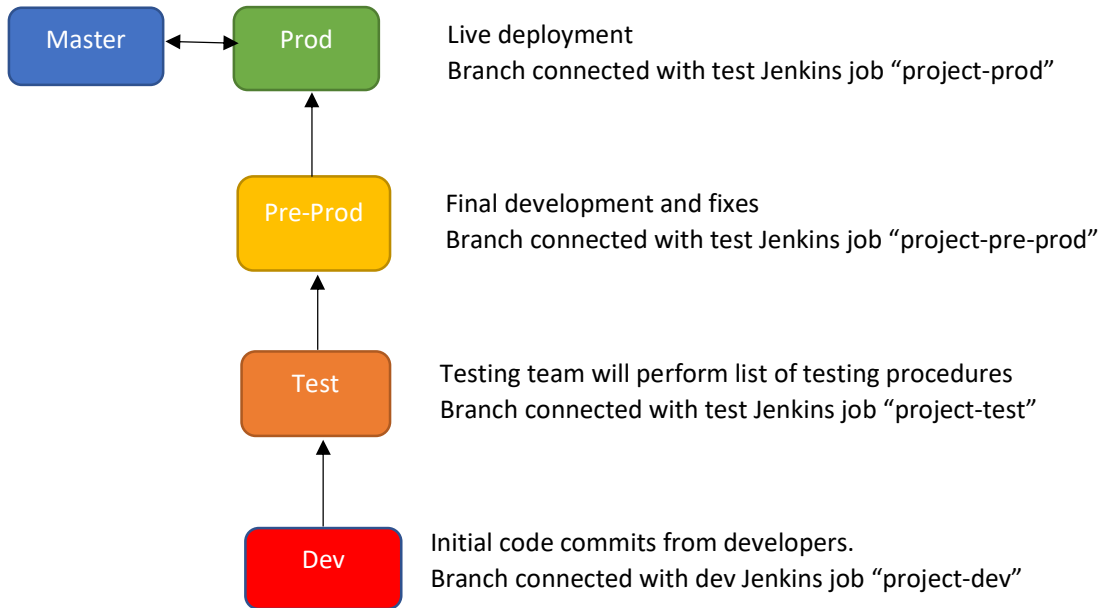 Master
Prod
Live deployment
Branch connected with test Jenkins job “project-prod”
Pre-Prod
Final development and fixes
Branch connected with test Jenkins job “project-pre-prod”
Test
Testing team will perform list of testing procedures
Branch connected with test Jenkins job “project-test”
Dev
Initial code commits from developers.
Branch connected with dev Jenkins job “project-dev”